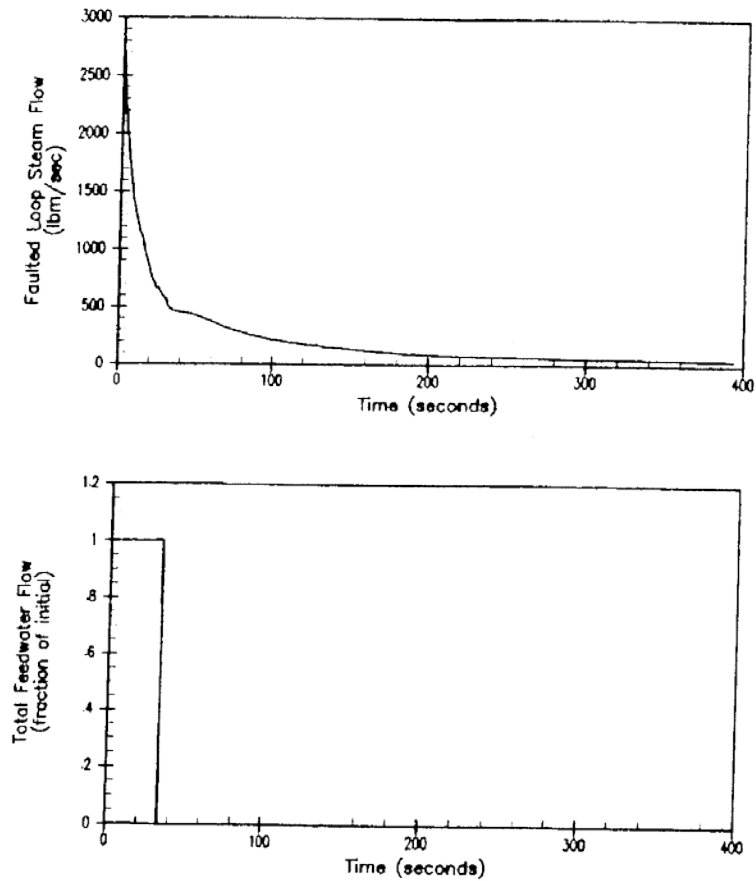 3000
2500
2000
1500
1000
500
0
Faulted Loop Steam Flow
(lbm/sec)
0 100 200 300 400
Time (seconds)
1.2
1
.8
.6
.4
.2
0
Total Feedwater Flow
(fraction of initial)
0 100 200 300 400
Time (seconds)